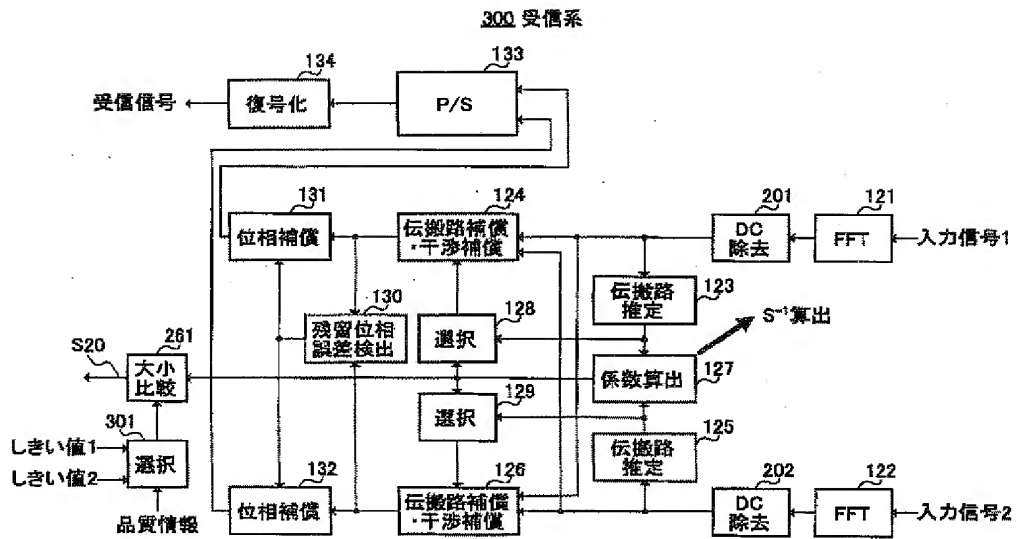 300 受信系
134
133
受信信号
復号化
P/S
131
124
201
121
位相補償
伝搬路補償
・干渉補償
DC
除去
FFT
入力信号1
130
123
残留位相
誤差検出
128
選択
伝搬路
推定
S⁻¹算出
S20
261
大小
比較
127
係数算出
129
選択
しきい値1
しきい値2
301
選択
品質情報
125
伝搬路
推定
132
126
202
122
位相補償
伝搬路補償
・干渉補償
DC
除去
FFT
入力信号2